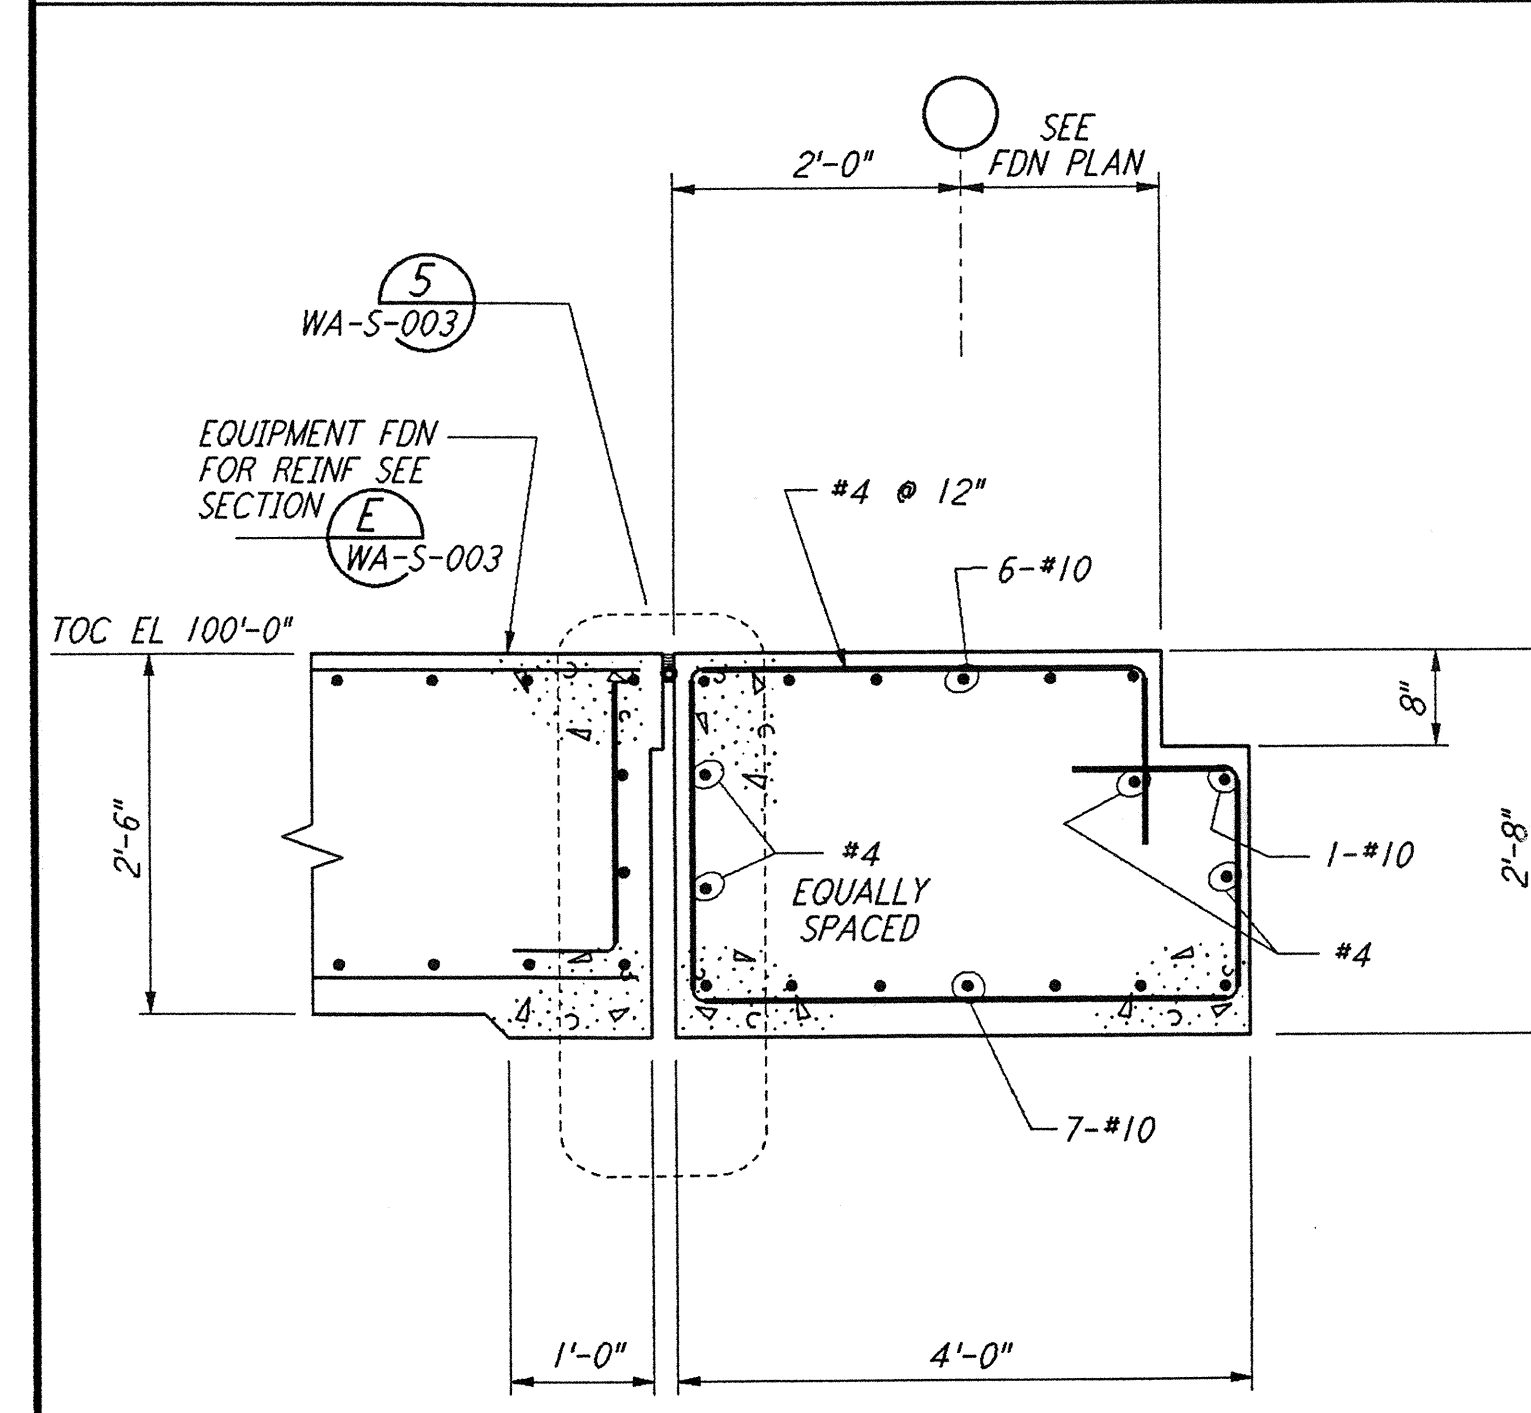 2'-0"
SEE
FDN PLAN
5
WA-S-003
EQUIPMENT FDN
FOR REINF SEE
SECTION
E
WA-S-003
#4 @ 12"
6-#10
TOC EL 100'-0"
8"
2'-6"
2'-8"
#4
EQUALLY
SPACED
1-#10
#4
7-#10
1'-0"
4'-0"